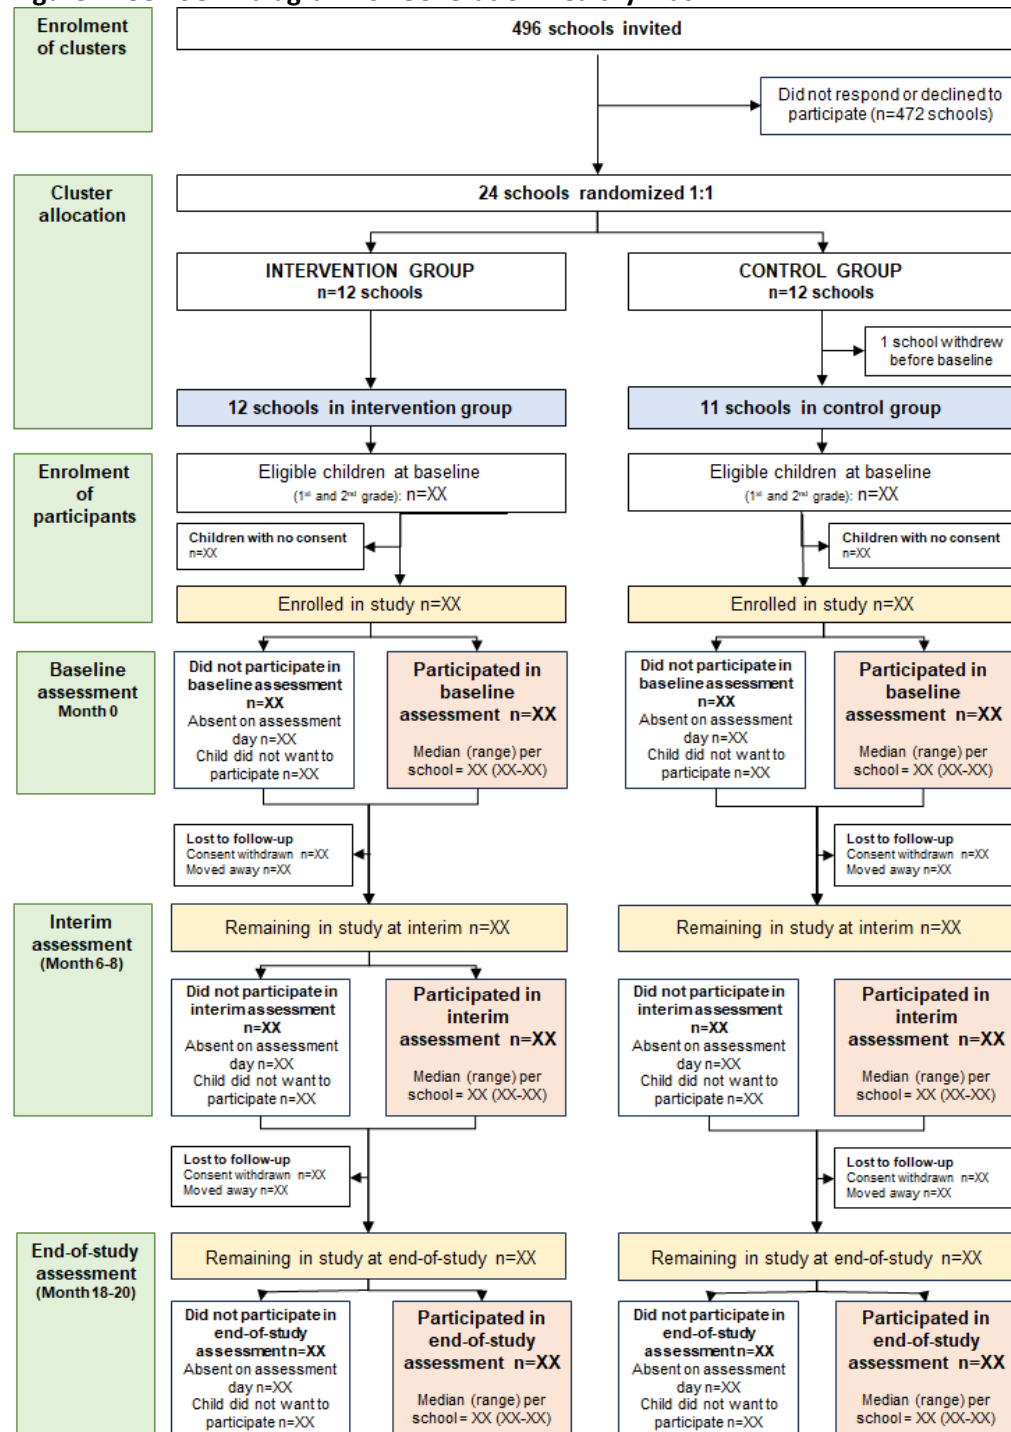 Enrolment
of clusters
496 schools invited
Did not respond or declined to
participate (n=472 schools)
Cluster
allocation
24 schools randomized 1:1
INTERVENTION GROUP
n=12 schools
CONTROL GROUP
n=12 schools
1 school withdrew
before baseline
12 schools in intervention group
11 schools in control group
Enrolment
of
participants
Eligible children at baseline
(1st and 2nd grade): n=XX
Eligible children at baseline
(1st and 2nd grade): n=XX
Children with no consent
n=XX
Children with no consent
n=XX
Enrolled in study n=XX
Enrolled in study n=XX
Baseline
assessment
Month 0
Did not participate in
baseline assessment
n=XX
Absent on assessment
day n=XX
Child did not want to
participate n=XX
Participated in
baseline
assessment n=XX
Median (range) per
school= XX (XX-XX)
Did not participate in
baseline assessment
n=XX
Absent on assessment
day n=XX
Child did not want to
participate n=XX
Participated in
baseline
assessment n=XX
Median (range) per
school= XX (XX-XX)
Lost to follow-up
Consent withdrawn n=XX
Moved away n=XX
Lost to follow-up
Consent withdrawn n=XX
Moved away n=XX
Interim
assessment
(Month 6-8)
Remaining in study at interim n=XX
Remaining in study at interim n=XX
Did not participate in
interim assessment
n=XX
Absent on assessment
day n=XX
Child did not want to
participate n=XX
Participated in
interim
assessment n=XX
Median (range) per
school= XX (XX-XX)
Did not participate in
interim assessment
n=XX
Absent on assessment
day n=XX
Child did not want to
participate n=XX
Participated in
interim
assessment n=XX
Median (range) per
school= XX (XX-XX)
Lost to follow-up
Consent withdrawn n=XX
Moved away n=XX
Lost to follow-up
Consent withdrawn n=XX
Moved away n=XX
End-of-study
assessment
(Month 18-20)
Remaining in study at end-of-study n=XX
Remaining in study at end-of-study n=XX
Did not participate in
end-of-study
assessment n=XX
Absent on assessment
day n=XX
Child did not want to
participate n=XX
Participated in
end-of-study
assessment n=XX
Median (range) per
school= XX (XX-XX)
Did not participate in
end-of-study
assessment n=XX
Absent on assessment
day n=XX
Child did not want to
participate n=XX
Participated in
end-of-study
assessment n=XX
Median (range) per
school= XX (XX-XX)